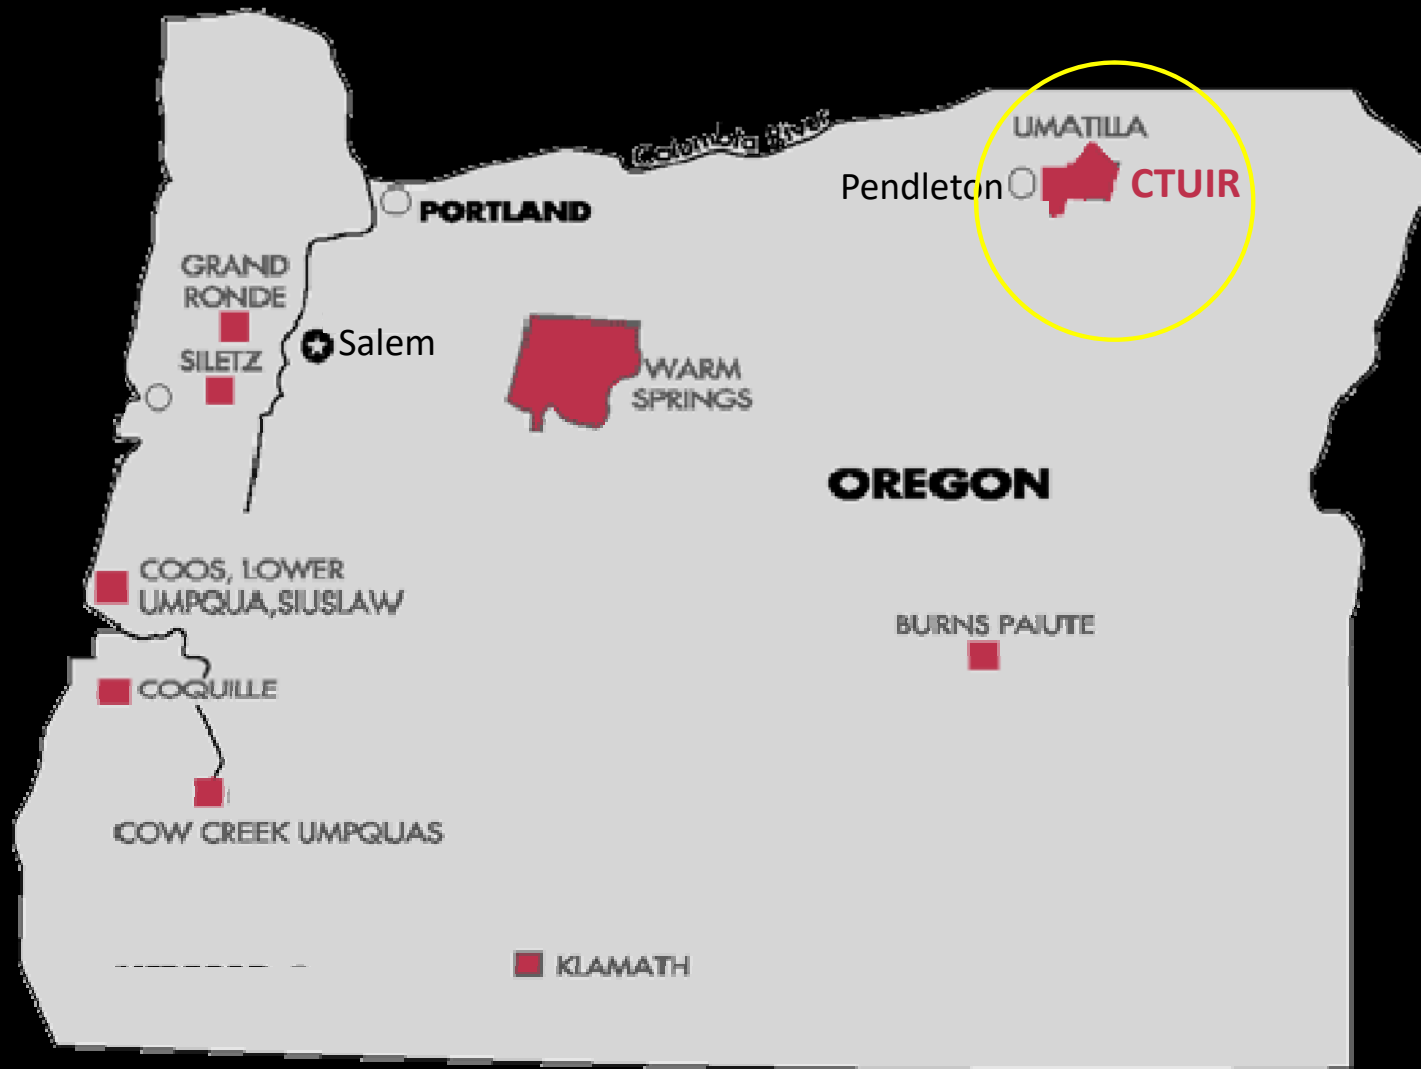 Columbia River
UMATILLA
Pendleton
CTUIR
PORTLAND
GRAND
RONDE
Salem
SILETZ
WARM
SPRINGS
OREGON
COOS, LOWER
UMPQUA, SIUSLAW
BURNS PAIUTE
COQUILLE
COW CREEK UMPQUAS
KLAMATH